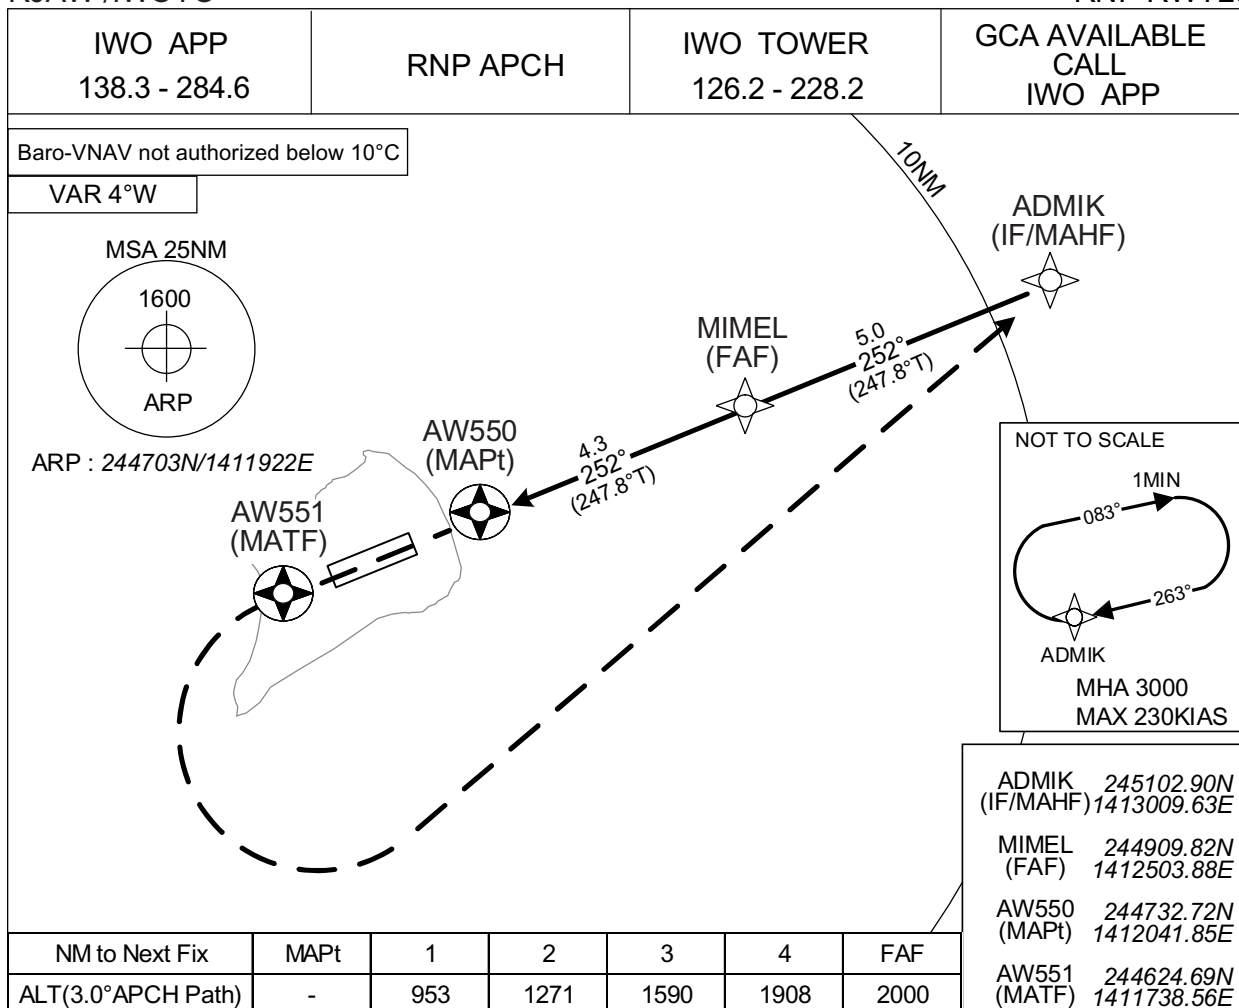 IWO APP
138.3 - 284.6
RNP APCH
IWO TOWER
126.2 - 228.2
GCA AVAILABLE
CALL
IWO APP
Baro-VNAV not authorized below 10°C
VAR 4°W
MSA 25NM
1600
ARP
ARP : 244703N/1411922E
10NM
ADMIK
(IF/MAHF)
MIMEL
(FAF)
5.0
252°
(247.8°T)
AW550
(MAPt)
4.3
252°
(247.8°T)
AW551
(MATF)
NOT TO SCALE
1MIN
083°
263°
ADMIK
MHA 3000
MAX 230KIAS
ADMIK 245102.90N
(IF/MAHF) 1413009.63E
MIMEL 244909.82N
(FAF) 1412503.88E
AW550 244732.72N
(MAPt) 1412041.85E
AW551 244624.69N
(MATF) 1411738.56E
NM to Next Fix MAPt 1 2 3 4 FAF
ALT(3.0°APCH Path) - 953 1271 1590 1908 2000